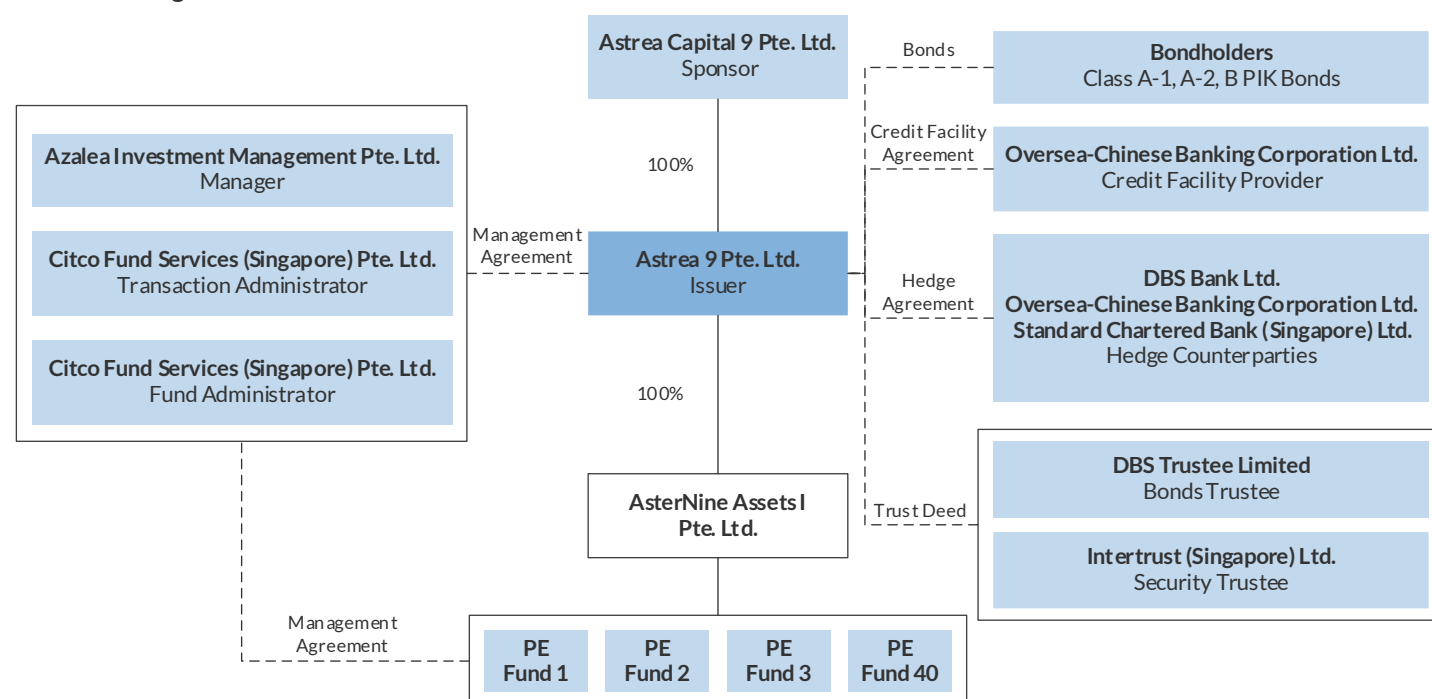 Astrea Capital 9 Pte. Ltd.
Sponsor
Bonds
Bondholders
Class A-1, A-2, B PIK Bonds
Azalea Investment Management Pte. Ltd.
Manager
100%
Credit Facility
Agreement
Oversea-Chinese Banking Corporation Ltd.
Credit Facility Provider
Citco Fund Services (Singapore) Pte. Ltd.
Transaction Administrator
Management
Agreement
Astrea 9 Pte. Ltd.
Issuer
Hedge
Agreement
DBS Bank Ltd.
Oversea-Chinese Banking Corporation Ltd.
Standard Chartered Bank (Singapore) Ltd.
Hedge Counterparties
Citco Fund Services (Singapore) Pte. Ltd.
Fund Administrator
100%
AsterNine Assets I
Pte. Ltd.
Trust Deed
DBS Trustee Limited
Bonds Trustee
Intertrust (Singapore) Ltd.
Security Trustee
Management
Agreement
PE
Fund 1
PE
Fund 2
PE
Fund 3
PE
Fund 40